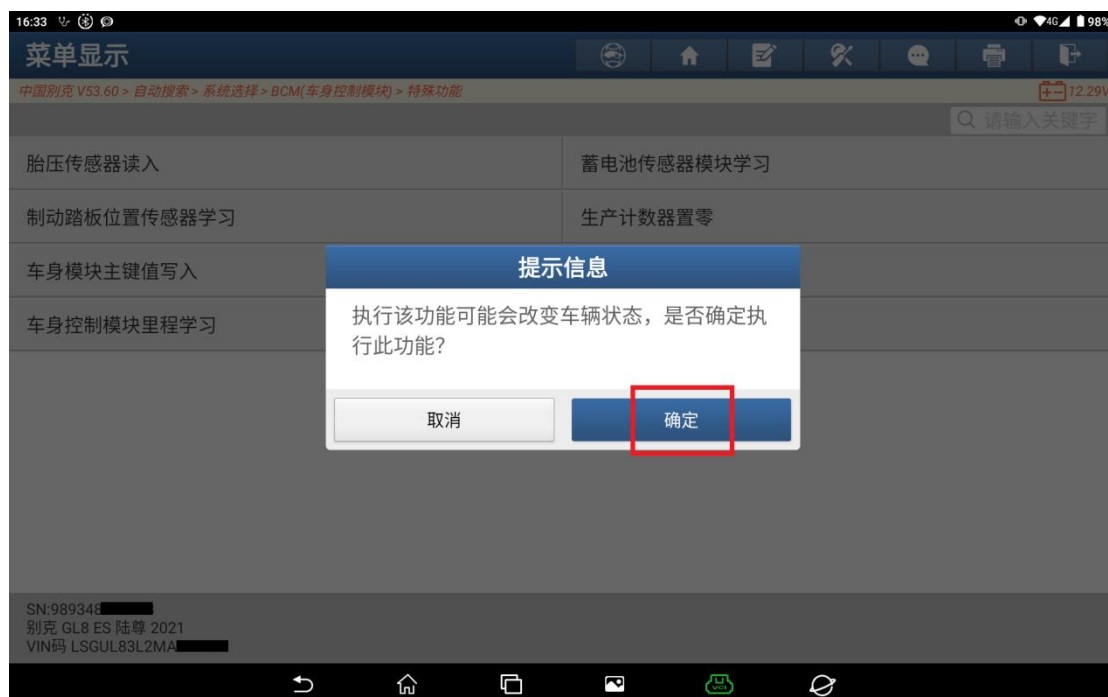 16:33
4G 98%
菜单显示
中国别克 V53.60 > 自动搜索 > 系统选择 > BCM(车身控制模块) > 特殊功能
12.29V
请输入关键字
胎压传感器读入
蓄电池传感器模块学习
制动踏板位置传感器学习
生产计数器置零
车身模块主键值写入
车身控制模块里程学习
提示信息
执行该功能可能会改变车辆状态，是否确定执
行此功能？
取消
确定
SN:989348
别克 GL8 ES 陆尊 2021
VIN码 LSGUL83L2MA
VCI